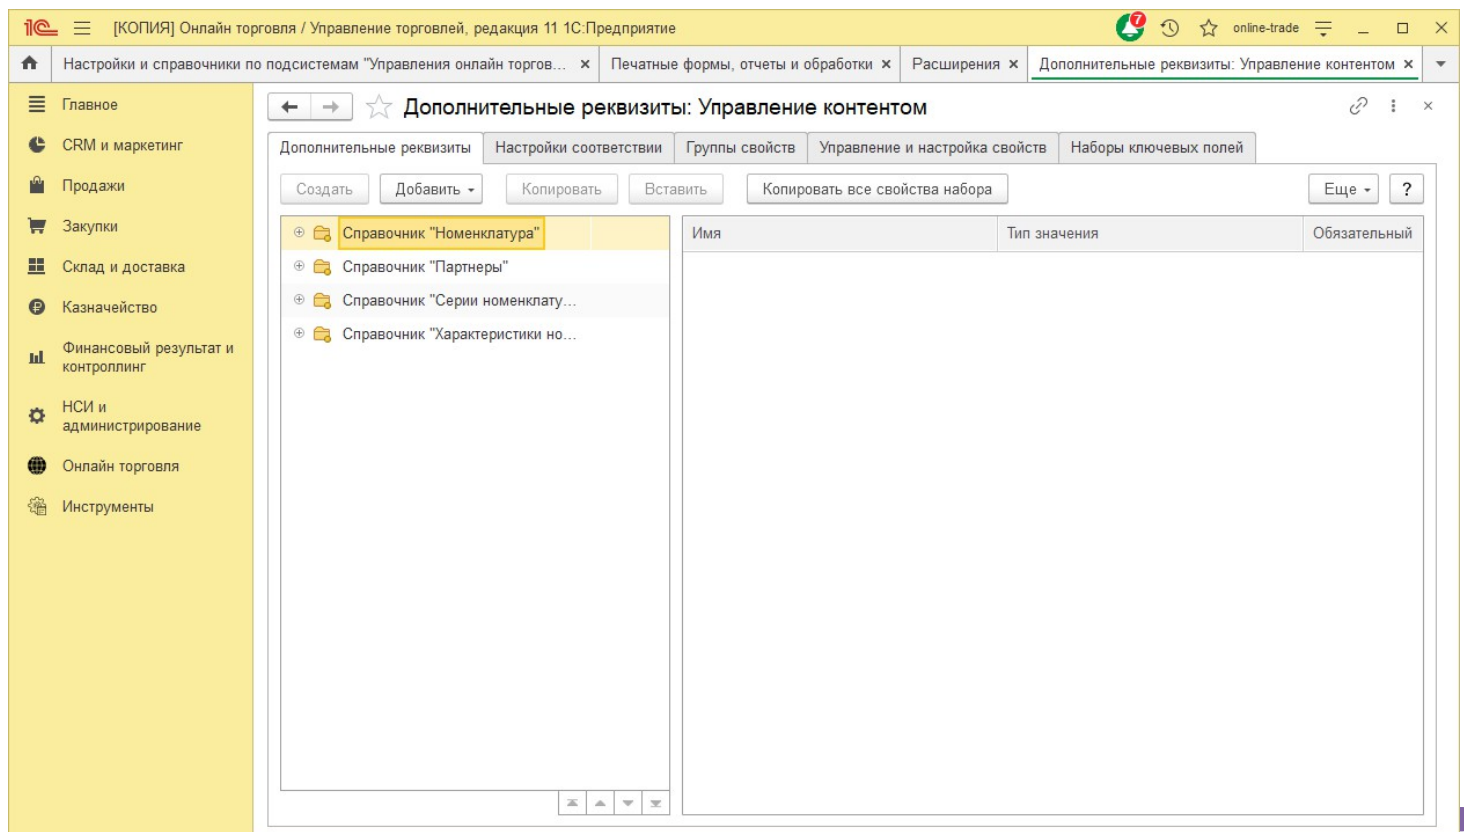 1С [КОПИЯ] Онлайн торговля / Управление торговлей, редакция 11 1С:Предприятие 7 online-trade
Настройки и справочники по подсистемам "Управления онлайн торгов... Печатные формы, отчеты и обработки Расширения Дополнительные реквизиты: Управление контентом
Главное
CRM и маркетинг
Продажи
Закупки
Склад и доставка
Казначейство
Финансовый результат и
контроллинг
НСИ и
администрирование
Онлайн торговля
Инструменты
Дополнительные реквизиты: Управление контентом
Дополнительные реквизиты Настройки соответствии Группы свойств Управление и настройка свойств Наборы ключевых полей
Создать Добавить Копировать Вставить Копировать все свойства набора Еще ?
Справочник "Номенклатура"
Справочник "Партнеры"
Справочник "Серии номенклату...
Справочник "Характеристики но...
Имя Тип значения Обязательный